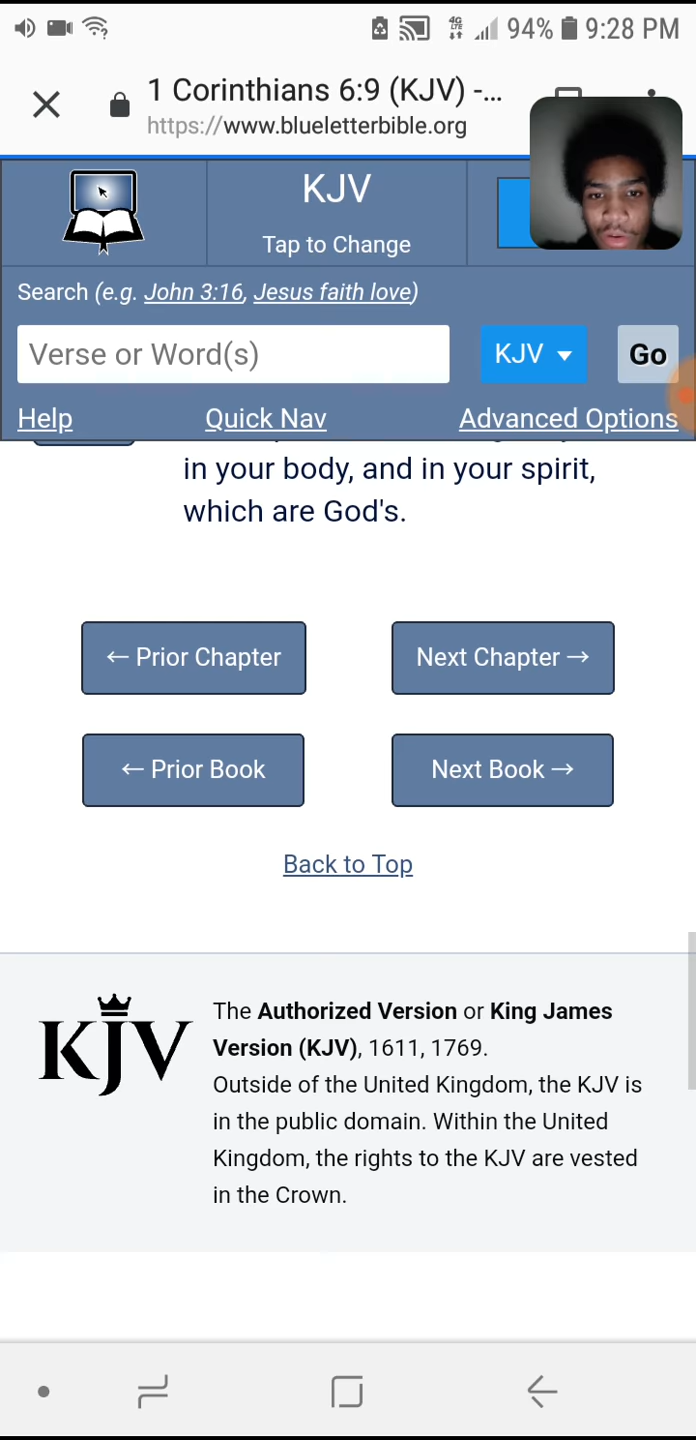 4G
LTE
94%
9:28 PM
1 Corinthians 6:9 (KJV) -...
https://www.blueletterbible.org
KJV
Tap to Change
Search (e.g. John 3:16, Jesus faith love)
Verse or Word(s)
KJV
Go
Help
Quick Nav
Advanced Options
in your body, and in your spirit,
which are God's.
← Prior Chapter
Next Chapter →
← Prior Book
Next Book →
Back to Top
KJV
The Authorized Version or King James
Version (KJV), 1611, 1769.
Outside of the United Kingdom, the KJV is
in the public domain. Within the United
Kingdom, the rights to the KJV are vested
in the Crown.